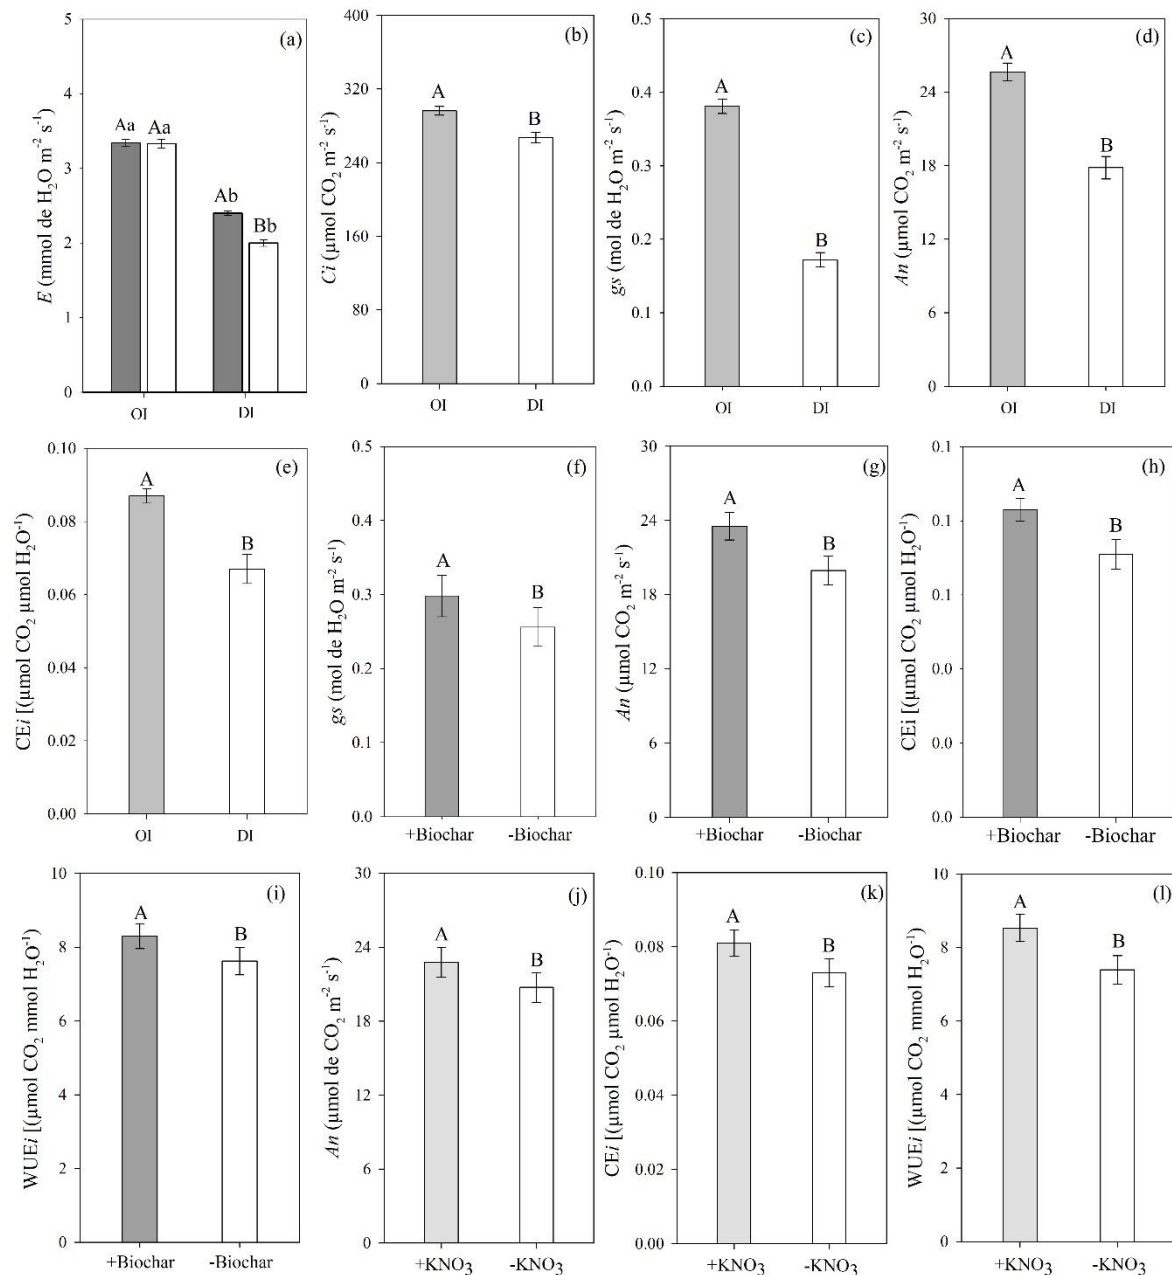 (a)
E (mmol de H₂O m⁻² s⁻¹)
5
4
3
2
1
0
Aa
Aa
Ab
Bb
OI
DI
(b)
Ci (µmol CO₂ m⁻² s⁻¹)
400
320
240
160
80
0
A
B
OI
DI
(c)
gs (mol de H₂O m⁻² s⁻¹)
0.5
0.4
0.3
0.2
0.1
0.0
A
B
OI
DI
(d)
An (µmol CO₂ m⁻² s⁻¹)
30
24
18
12
6
0
A
B
OI
DI
(e)
CEi [(µmol CO₂ µmol H₂O⁻¹)
0.10
0.08
0.06
0.04
0.02
0.00
A
B
OI
DI
(f)
gs (mol de H₂O m⁻² s⁻¹)
0.5
0.4
0.3
0.2
0.1
0.0
A
B
+Biochar
-Biochar
(g)
An (µmol CO₂ m⁻² s⁻¹)
30
24
18
12
6
0
A
B
+Biochar
-Biochar
(h)
CEi [(µmol CO₂ µmol H₂O⁻¹)
0.1
0.1
0.1
0.0
0.0
0.0
A
B
+Biochar
-Biochar
(i)
WUEi [(µmol CO₂ mmol H₂O⁻¹)
10
8
6
4
2
0
A
B
+Biochar
-Biochar
(j)
An (µmol de CO₂ m⁻² s⁻¹)
30
24
18
12
6
0
A
B
+KNO₃
-KNO₃
(k)
CEi [(µmol CO₂ µmol H₂O⁻¹)
0.10
0.08
0.06
0.04
0.02
0.00
A
B
+KNO₃
-KNO₃
(l)
WUEi [(µmol CO₂ mmol H₂O⁻¹)
10
8
6
4
2
0
A
B
+KNO₃
-KNO₃